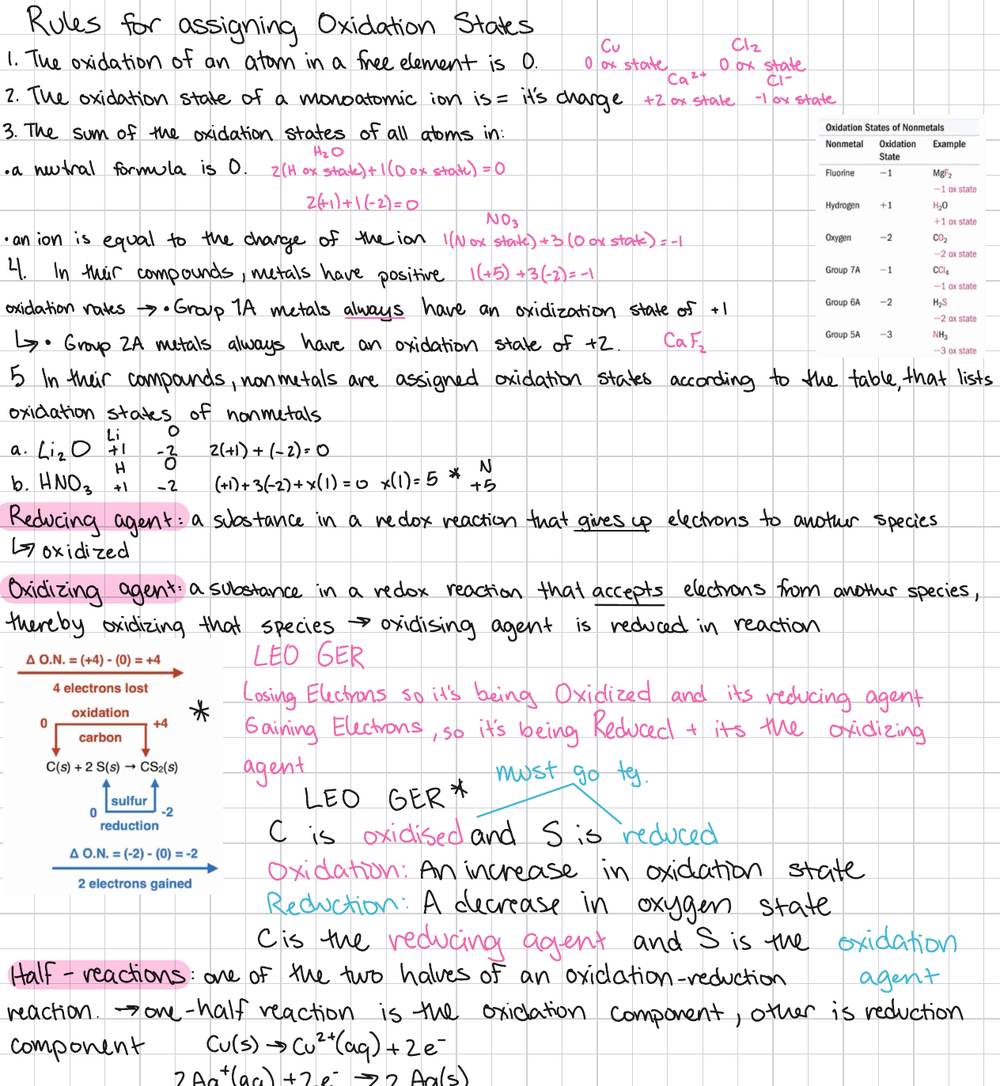 Rules for assigning Oxidation States
1. The oxidation of an atom in a free element is 0. Cu 0 ox state Cl2 0 ox state
2. The oxidation state of a monoatomic ion is = it's charge Ca²⁺ +2 ox state Cl⁻ -1 ox state
3. The sum of the oxidation states of all atoms in:
•a neutral formula is 0. H₂O 2(H ox state)+1(O ox state)=0
2(+1)+1(-2)=0
•an ion is equal to the charge of the ion NO₃ 1(N ox state)+3(O ox state)=-1
4. In their compounds, metals have positive 1(+5)+3(-2)=-1
oxidation rates → •Group 1A metals always have an oxidization state of +1
↳• Group 2A metals always have an oxidation state of +2. CaF₂
Oxidation States of Nonmetals
Nonmetal Oxidation State Example
Fluorine −1 MgF₂
−1 ox state
Hydrogen +1 H₂O
+1 ox state
Oxygen −2 CO₂
−2 ox state
Group 7A −1 CCl₄
−1 ox state
Group 6A −2 H₂S
−2 ox state
Group 5A −3 NH₃
−3 ox state
5 In their compounds, nonmetals are assigned oxidation states according to the table, that lists
oxidation states of nonmetals
Li O
a. Li₂O +1 -2 2(+1)+(-2)=0
H O N
b. HNO₃ +1 -2 (+1)+3(-2)+x(1)=0 x(1)=5 * +5
Reducing agent: a substance in a redox reaction that gives up electrons to another species
↳ oxidized
Oxidizing agent: a substance in a redox reaction that accepts electrons from another species,
thereby oxidizing that species → oxidising agent is reduced in reaction
Δ O.N. = (+4) - (0) = +4
4 electrons lost
oxidation
0 +4
carbon
C(s) + 2 S(s) → CS₂(s)
sulfur
0 -2
reduction
Δ O.N. = (-2) - (0) = -2
2 electrons gained
*
LEO GER
Losing Electrons so it's being Oxidized and its reducing agent
Gaining Electrons, so it's being Reduced + its the oxidizing
agent
must go tg.
LEO GER*
C is oxidised and S is reduced
Oxidation: An increase in oxidation state
Reduction: A decrease in oxygen state
C is the reducing agent and S is the oxidation
agent
Half-reactions: one of the two halves of an oxidation-reduction
reaction. → one-half reaction is the oxidation component, other is reduction
component Cu(s) → Cu²⁺(aq) + 2e⁻
2 Ag⁺(aq) + 2e⁻ → 2 Ag(s)